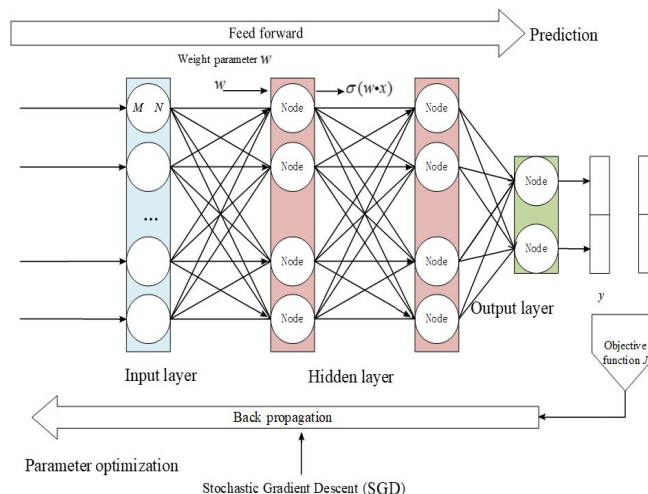 Feed forward
Prediction
Weight parameter w
w
σ(w•x)
M N
Node
Node
Node
Node
Node
Node
...
Node
Node
Node
Node
Output layer
y
Input layer
Hidden layer
Objective
function J
Back propagation
Parameter optimization
Stochastic Gradient Descent (SGD)